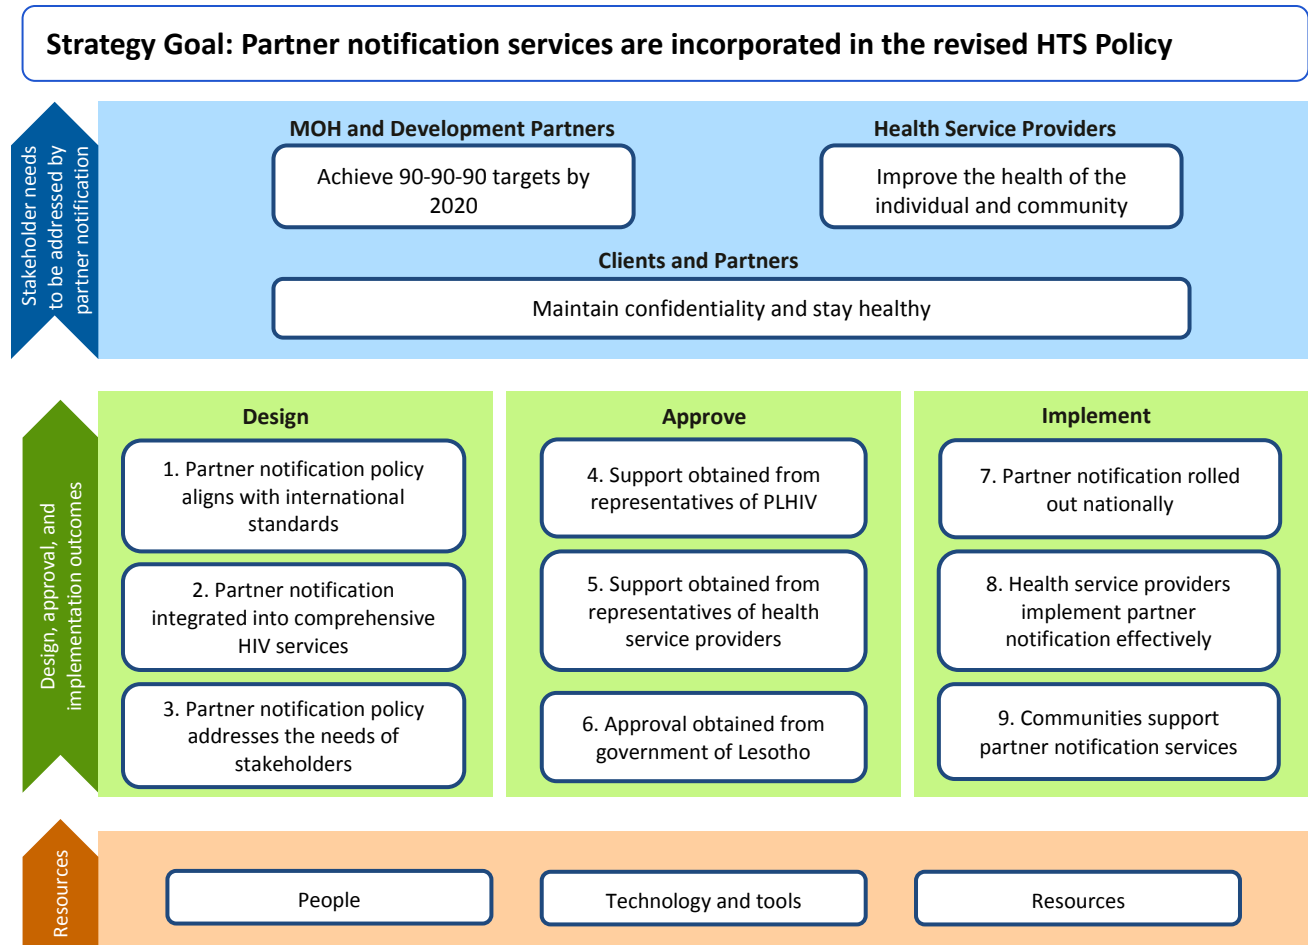 Strategy Goal: Partner notification services are incorporated in the revised HTS Policy
Stakeholder needs
to be addressed by
partner notification
MOH and Development Partners
Achieve 90-90-90 targets by
2020
Health Service Providers
Improve the health of the
individual and community
Clients and Partners
Maintain confidentiality and stay healthy
Design, approval, and
implementation outcomes
Design
1. Partner notification policy
aligns with international
standards
2. Partner notification
integrated into comprehensive
HIV services
3. Partner notification policy
addresses the needs of
stakeholders
Approve
4. Support obtained from
representatives of PLHIV
5. Support obtained from
representatives of health
service providers
6. Approval obtained from
government of Lesotho
Implement
7. Partner notification rolled
out nationally
8. Health service providers
implement partner
notification effectively
9. Communities support
partner notification services
Resources
People
Technology and tools
Resources